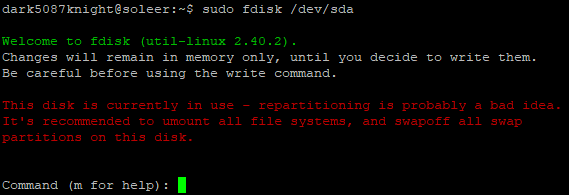 dark5087knight@soleer:~$ sudo fdisk /dev/sda
Welcome to fdisk (util-linux 2.40.2).
Changes will remain in memory only, until you decide to write them.
Be careful before using the write command.
This disk is currently in use - repartitioning is probably a bad idea.
It's recommended to umount all file systems, and swapoff all swap
partitions on this disk.
Command (m for help):